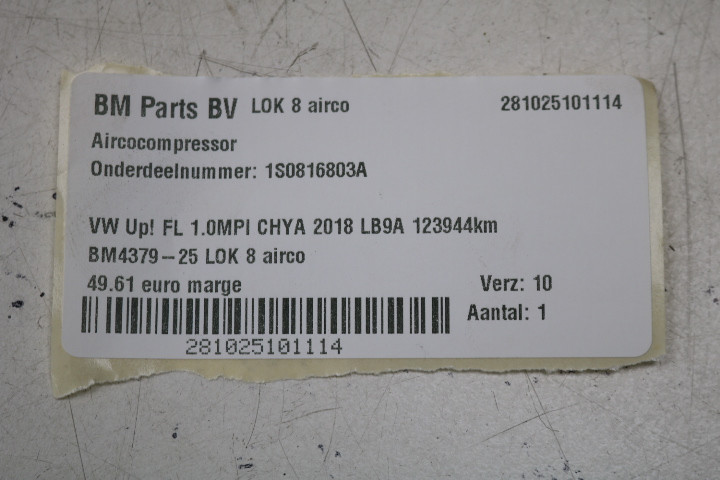 BM Parts BV LOK 8 airco 281025101114
Aircocompressor
Onderdeelnummer: 1S0816803A
VW Up! FL 1.0MPI CHYA 2018 LB9A 123944km
BM4379-25 LOK 8 airco
49.61 euro marge Verz: 10
Aantal: 1
281025101114